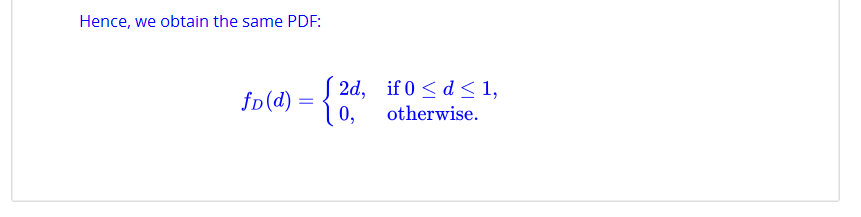 Hence, we obtain the same PDF:
f_D(d) = { 2d, if 0 ≤ d ≤ 1,
0, otherwise.